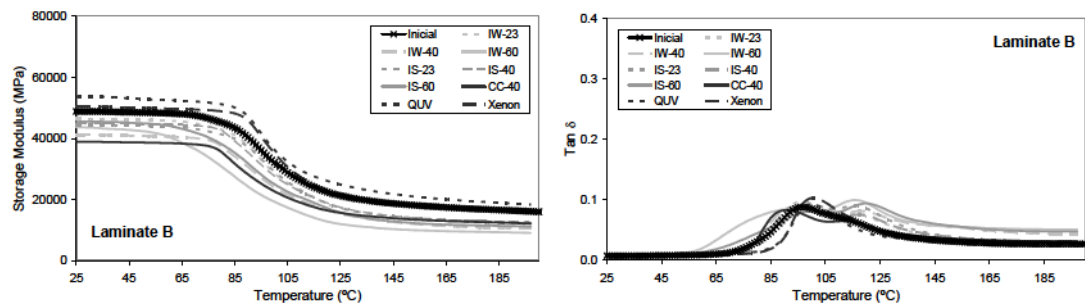 80000
60000
40000
20000
0
Storage Modulus (MPa)
Inicial
IW-23
IW-40
IW-60
IS-23
IS-40
IS-60
CC-40
QUV
Xenon
Laminate B
25 45 65 85 105 125 145 165 185
Temperature (ºC)
0.4
0.3
0.2
0.1
0.0
Tan δ
Laminate B
Inicial
IW-23
IW-40
IW-60
IS-23
IS-40
IS-60
CC-40
QUV
Xenon
25 45 65 85 105 125 145 165 185
Temperature (ºC)